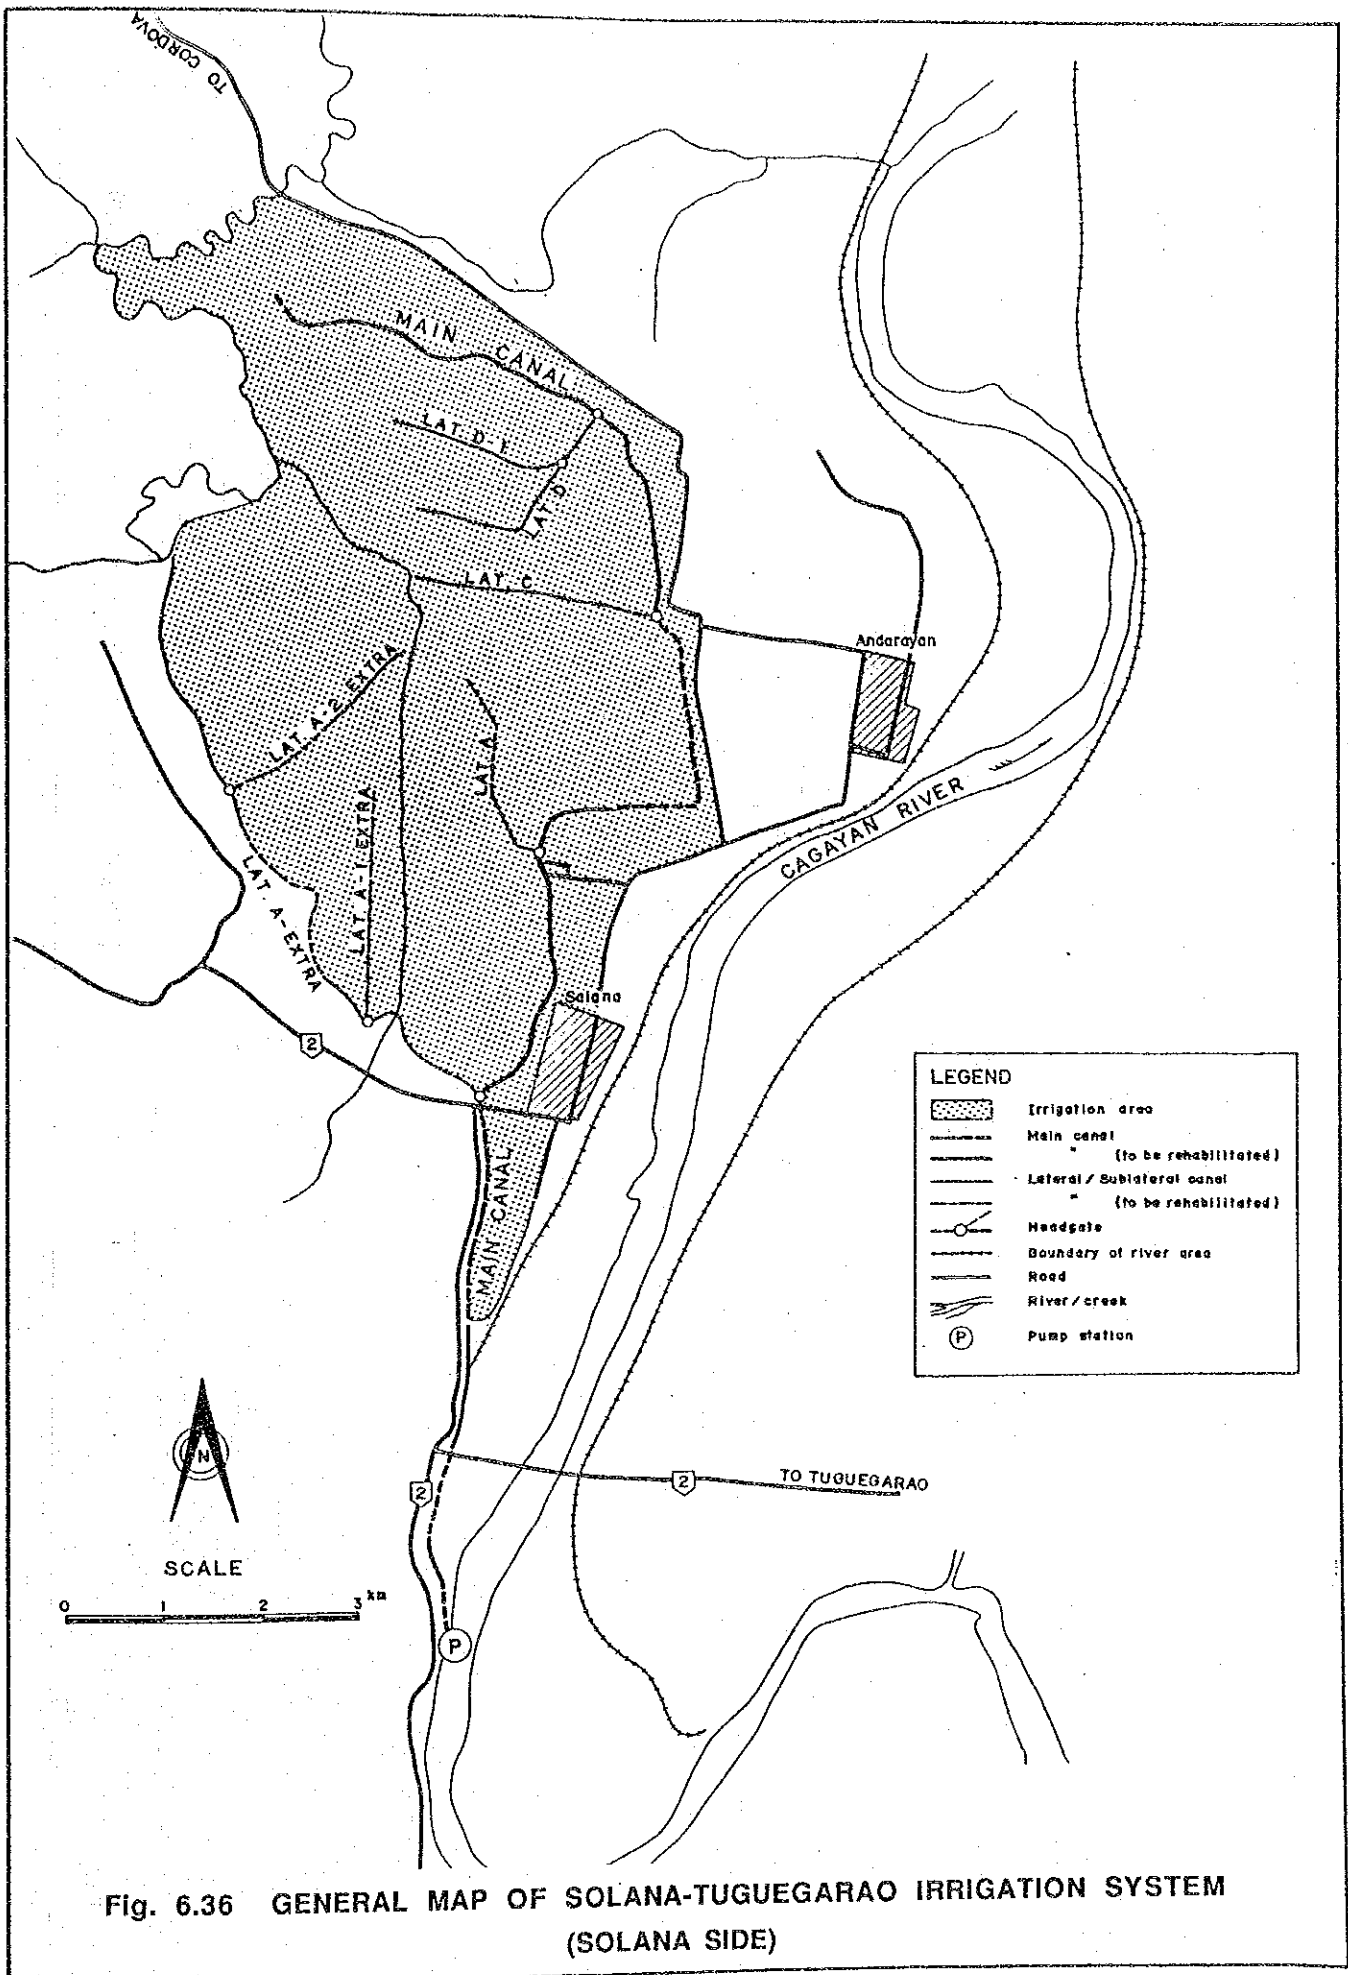 TO CORDOVA
MAIN CANAL
LAT. D-1
LAT. D
LAT. C
Andarayan
LAT. A-2-EXTRA
LAT. A
LAT. A-1 EXTRA
LAT. A-EXTRA
CAGAYAN RIVER
Solana
2
MAIN CANAL
LEGEND
Irrigation area
Main canal
" (to be rehabilitated)
Lateral / Sublateral canal
" (to be rehabilitated)
Headgate
Boundary of river area
Road
River/creek
P Pump station
N
2
2
TO TUGUEGARAO
SCALE
0 1 2 3 km
P
Fig. 6.36 GENERAL MAP OF SOLANA-TUGUEGARAO IRRIGATION SYSTEM
(SOLANA SIDE)